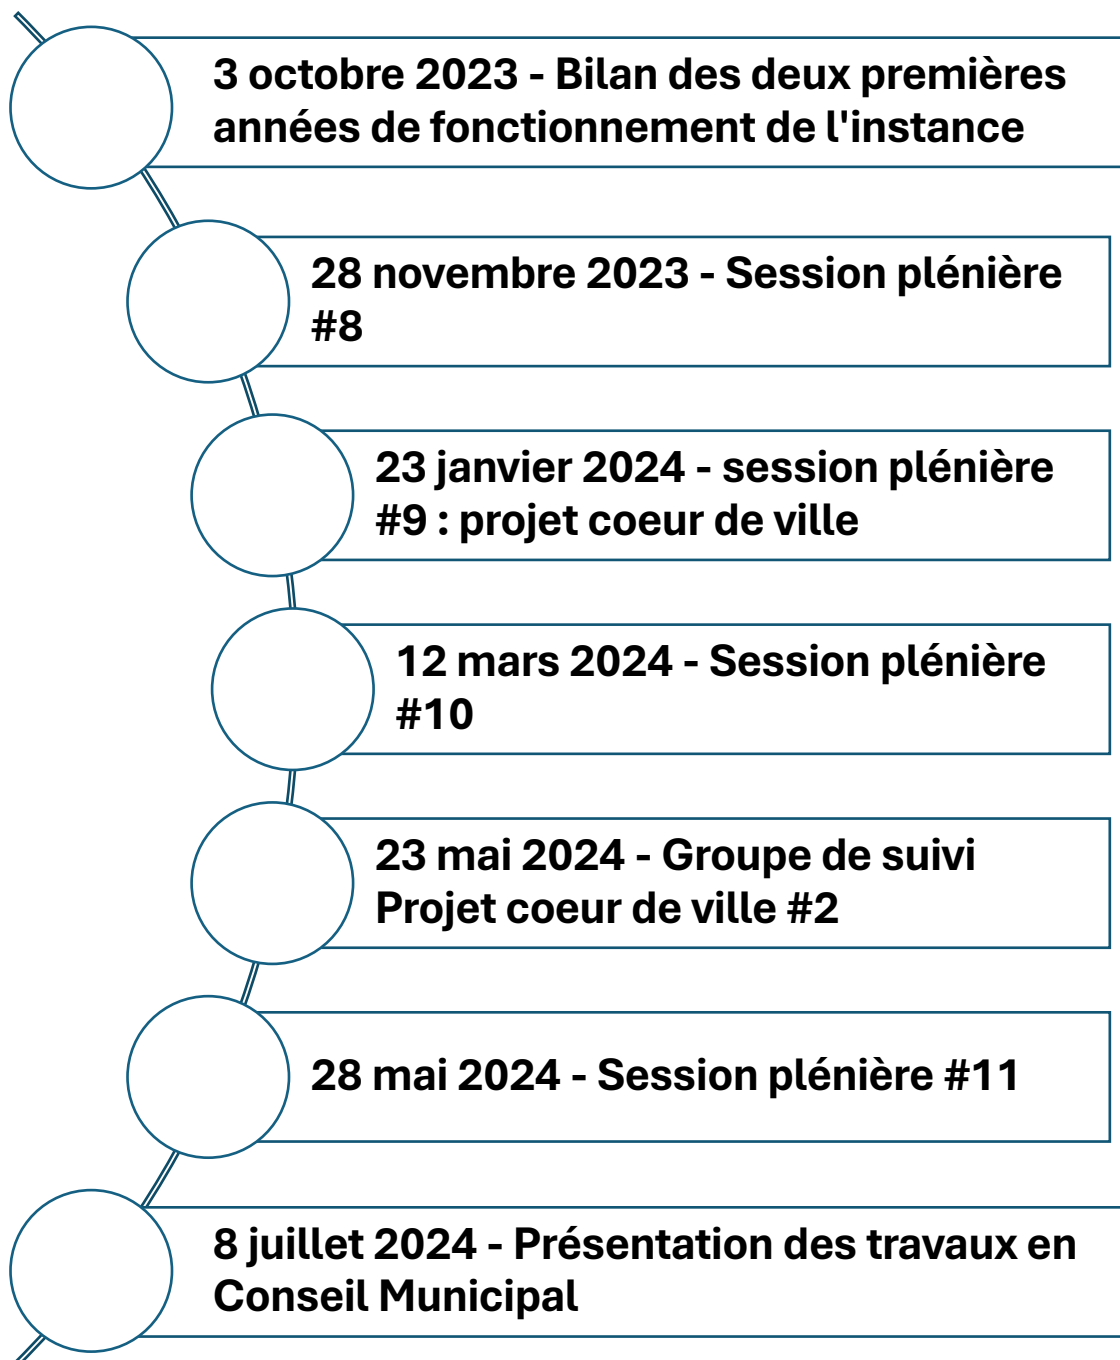 3 octobre 2023 - Bilan des deux premières
années de fonctionnement de l'instance
28 novembre 2023 - Session plénière
#8
23 janvier 2024 - session plénière
#9 : projet coeur de ville
12 mars 2024 - Session plénière
#10
23 mai 2024 - Groupe de suivi
Projet coeur de ville #2
28 mai 2024 - Session plénière #11
8 juillet 2024 - Présentation des travaux en
Conseil Municipal